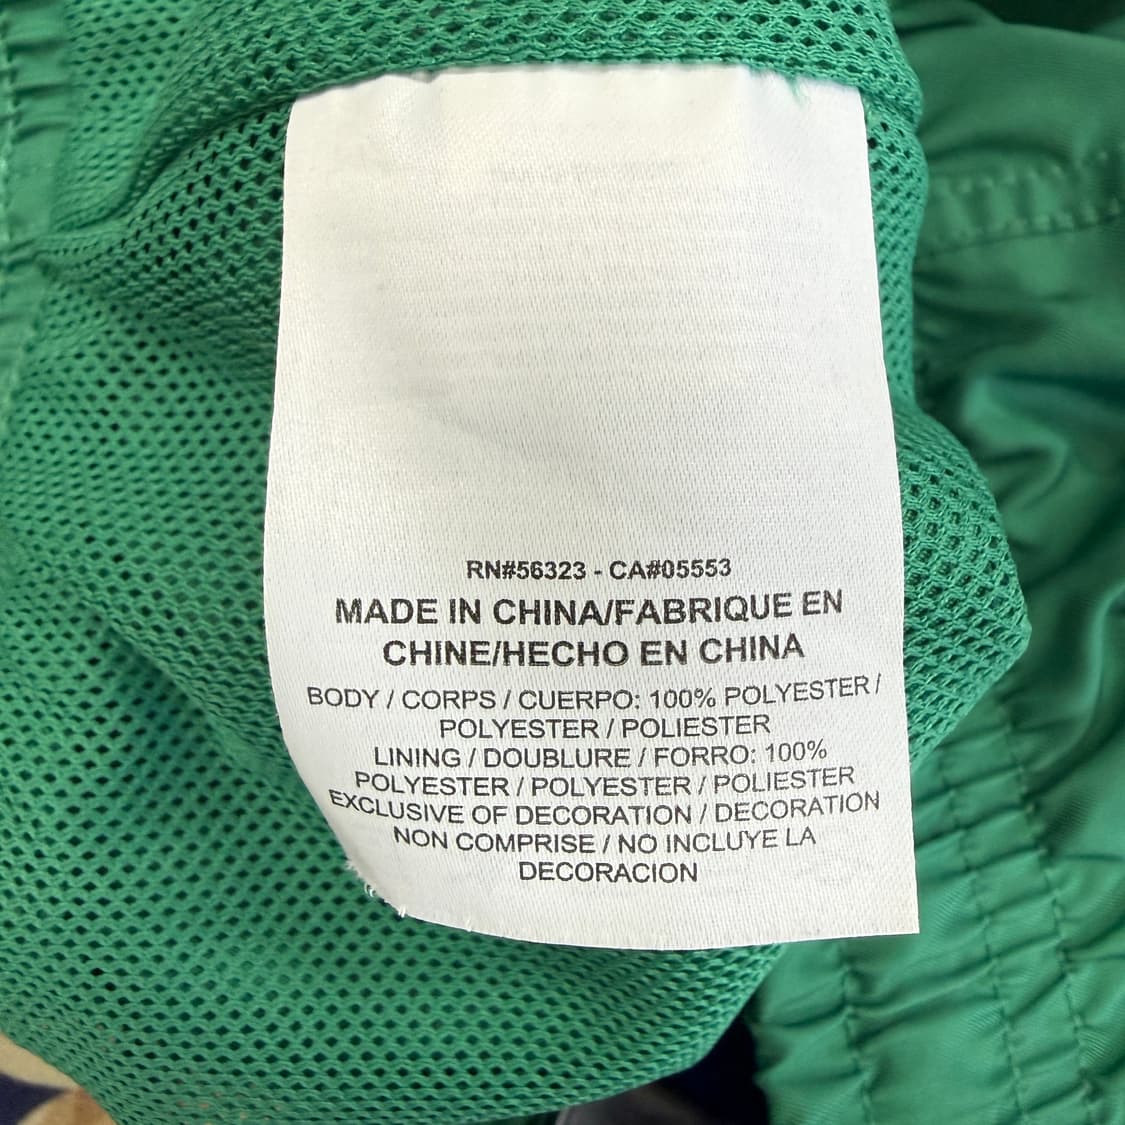 RN#56323 - CA#05553
MADE IN CHINA/FABRIQUE EN
CHINE/HECHO EN CHINA
BODY / CORPS / CUERPO: 100% POLYESTER /
POLYESTER / POLIESTER
LINING / DOUBLURE / FORRO: 100%
POLYESTER / POLYESTER / POLIESTER
EXCLUSIVE OF DECORATION / DECORATION
NON COMPRISE / NO INCLUYE LA
DECORACION